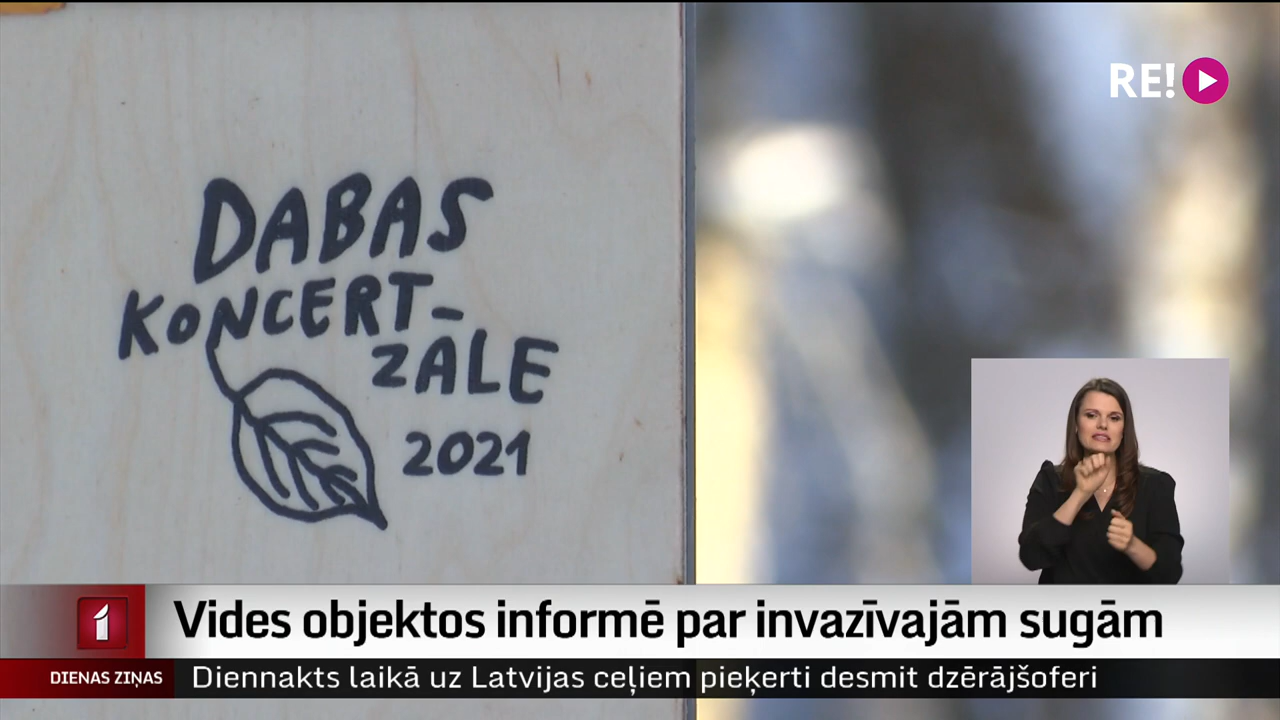 RE!
DABAS
KONCERT-
ZĀLE
2021
1
Vides objektos informē par invazīvajām sugām
DIENAS ZIŅAS
Diennakts laikā uz Latvijas ceļiem pieķerti desmit dzērājšoferi